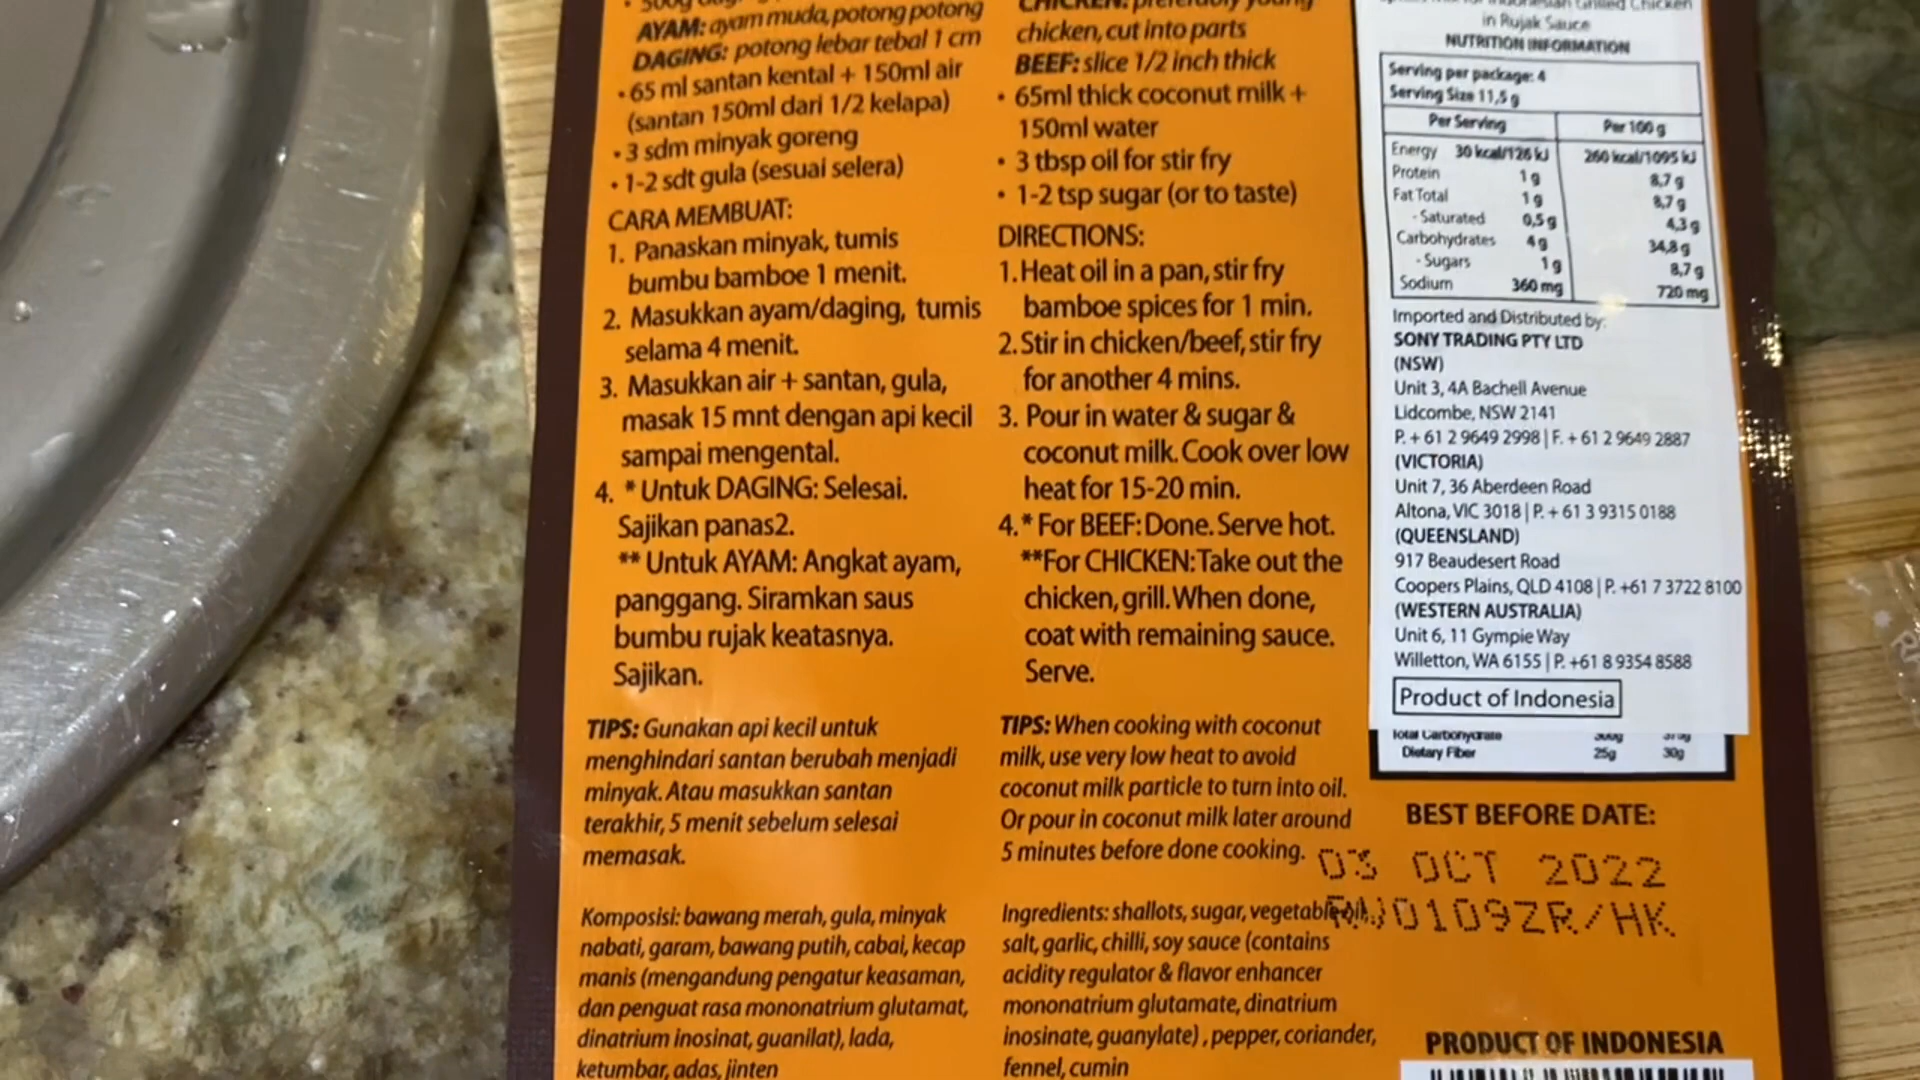 AYAM: ayam muda, potong potong
DAGING: potong lebar tebal 1 cm
• 65 ml santan kental + 150ml air
(santan 150ml dari 1/2 kelapa)
• 3 sdm minyak goreng
• 1-2 sdt gula (sesuai selera)
CARA MEMBUAT:
1. Panaskan minyak, tumis
bumbu bamboe 1 menit.
2. Masukkan ayam/daging, tumis
selama 4 menit.
3. Masukkan air + santan, gula,
masak 15 mnt dengan api kecil
sampai mengental.
4. * Untuk DAGING: Selesai.
Sajikan panas2.
** Untuk AYAM: Angkat ayam,
panggang. Siramkan saus
bumbu rujak keatasnya.
Sajikan.
TIPS: Gunakan api kecil untuk
menghindari santan berubah menjadi
minyak. Atau masukkan santan
terakhir, 5 menit sebelum selesai
memasak.
Komposisi: bawang merah, gula, minyak
nabati, garam, bawang putih, cabai, kecap
manis (mengandung pengatur keasaman,
dan penguat rasa mononatrium glutamat,
dinatrium inosinat, guanilat), lada,
ketumbar, adas, jinten
CHICKEN: preferably young
chicken, cut into parts
BEEF: slice 1/2 inch thick
• 65ml thick coconut milk +
150ml water
• 3 tbsp oil for stir fry
• 1-2 tsp sugar (or to taste)
DIRECTIONS:
1. Heat oil in a pan, stir fry
bamboe spices for 1 min.
2. Stir in chicken/beef, stir fry
for another 4 mins.
3. Pour in water & sugar &
coconut milk. Cook over low
heat for 15-20 min.
4.* For BEEF: Done. Serve hot.
**For CHICKEN: Take out the
chicken, grill. When done,
coat with remaining sauce.
Serve.
TIPS: When cooking with coconut
milk, use very low heat to avoid
coconut milk particle to turn into oil.
Or pour in coconut milk later around
5 minutes before done cooking.
Ingredients: shallots, sugar, vegetable oil,
salt, garlic, chilli, soy sauce (contains
acidity regulator & flavor enhancer
mononatrium glutamate, dinatrium
inosinate, guanylate) , pepper, coriander,
fennel, cumin
Indonesian Grilled Chicken
in Rujak Sauce
NUTRITION INFORMATION
Serving per package: 4
Serving Size 11,5 g
Per Serving Per 100 g
Energy 30 kcal/126 kJ 260 kcal/1095 kJ
Protein 1 g 8,7 g
Fat Total 1 g 8,7 g
- Saturated 0,5 g 4,3 g
Carbohydrates 4 g 34,8 g
- Sugars 1 g 8,7 g
Sodium 360 mg 720 mg
Imported and Distributed by:
SONY TRADING PTY LTD
(NSW)
Unit 3, 4A Bachell Avenue
Lidcombe, NSW 2141
P. + 61 2 9649 2998 | F. + 61 2 9649 2887
(VICTORIA)
Unit 7, 36 Aberdeen Road
Altona, VIC 3018 | P. + 61 3 9315 0188
(QUEENSLAND)
917 Beaudesert Road
Coopers Plains, QLD 4108 | P. +61 7 3722 8100
(WESTERN AUSTRALIA)
Unit 6, 11 Gympie Way
Willetton, WA 6155 | P. +61 8 9354 8588
Product of Indonesia
Total Carbohydrate 300g 375g
Dietary Fiber 25g 30g
BEST BEFORE DATE:
03 OCT 2022
0109ZR/HK
PRODUCT OF INDONESIA